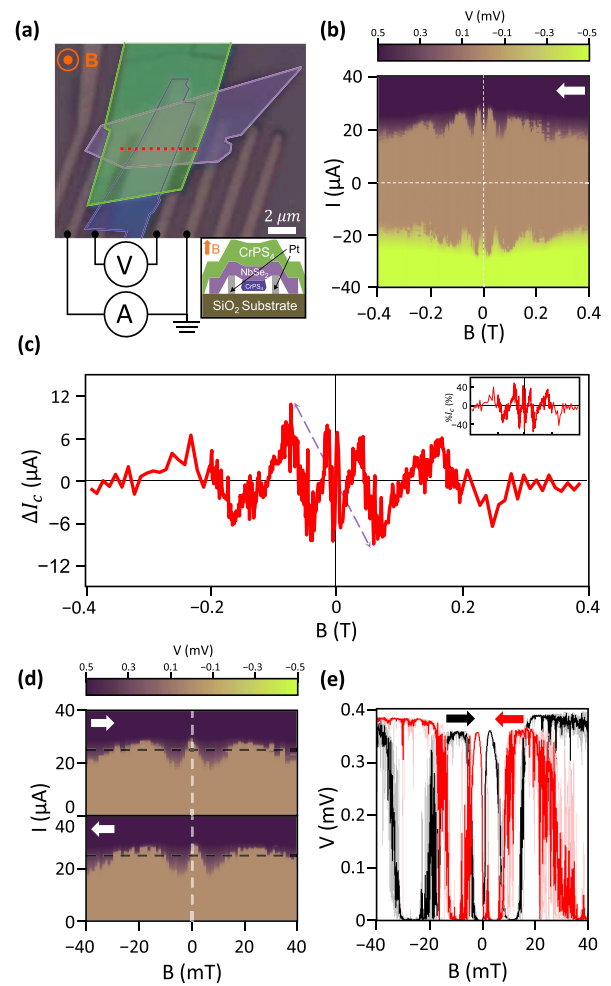 (a)
B
2 μm
V
A
B
CrPS₄
Pt
NbSe₂
CrPS₄
SiO₂ Substrate
(b)
V (mV)
0.5 0.3 0.1 -0.1 -0.3 -0.5
I (μA)
40
20
0
−20
−40
−0.4 −0.2 0 0.2 0.4
B (T)
(c)
ΔI_c (μA)
12
6
0
−6
−12
−0.4 −0.2 0 0.2 0.4
B (T)
%I_c (%)
40
0
−40
(d)
V (mV)
0.5 0.3 0.1 -0.1 -0.3 -0.5
I (μA)
40
20
0
40
20
0
−40 −20 0 20 40
B (mT)
(e)
V (mV)
0.4
0.3
0.2
0.1
0
−40 −20 0 20 40
B (mT)